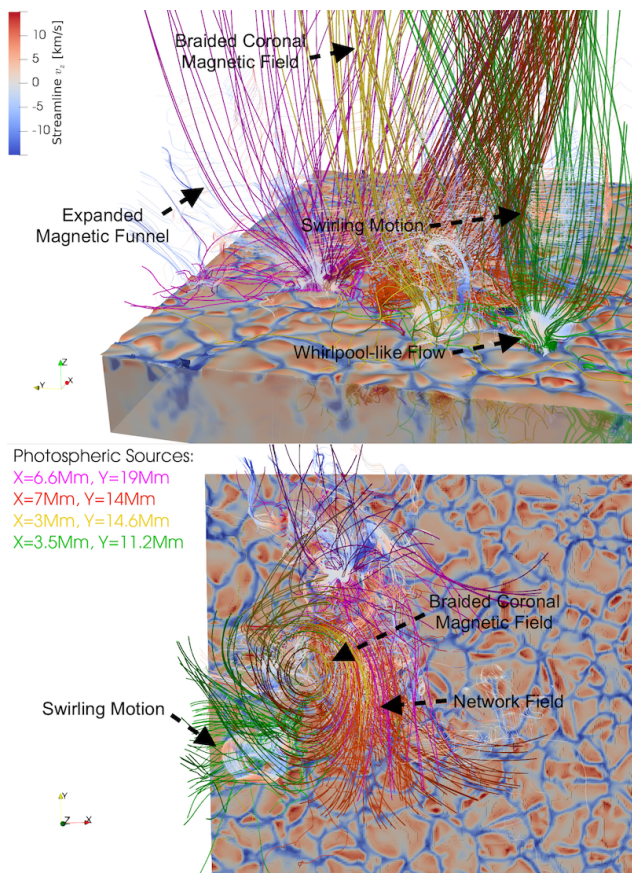 10
5
0
-5
-10
Streamline v_z [km/s]
Braided Coronal
Magnetic Field
Expanded
Magnetic Funnel
Swirling Motion
Whirlpool-like Flow
Z
Y
X
Photospheric Sources:
X=6.6Mm, Y=19Mm
X=7Mm, Y=14Mm
X=3Mm, Y=14.6Mm
X=3.5Mm, Y=11.2Mm
Braided Coronal
Magnetic Field
Network Field
Swirling Motion
Y
Z
X